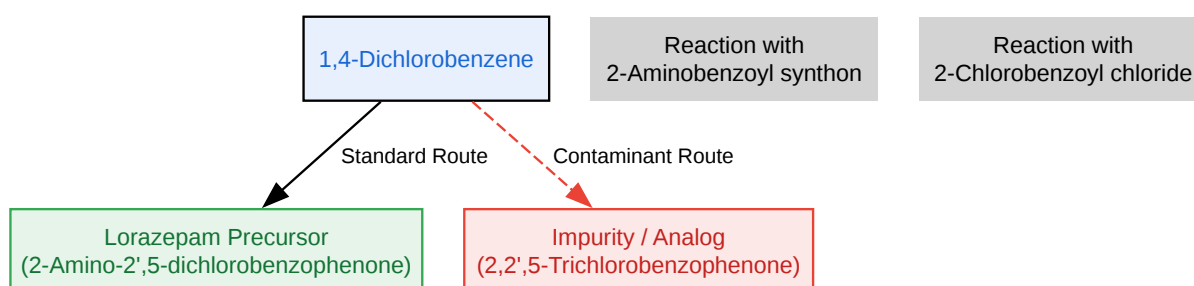 1,4-Dichlorobenzene
Reaction with
2-Aminobenzoyl synthon
Reaction with
2-Chlorobenzoyl chloride
Standard Route
Contaminant Route
Lorazepam Precursor
(2-Amino-2',5-dichlorobenzophenone)
Impurity / Analog
(2,2',5-Trichlorobenzophenone)